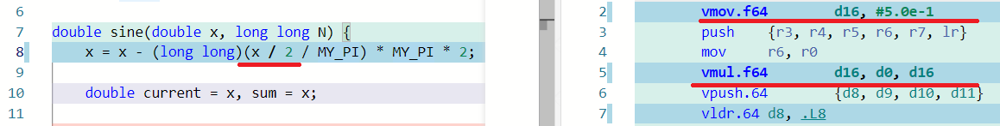 6
7 double sine(double x, long long N) {
8 x = x - (long long)(x / 2 / MY_PI) * MY_PI * 2;
9
10 double current = x, sum = x;
11
2 vmov.f64 d16, #5.0e-1
3 push {r3, r4, r5, r6, r7, lr}
4 mov r6, r0
5 vmul.f64 d16, d0, d16
6 vpush.64 {d8, d9, d10, d11}
7 vldr.64 d8, .L8